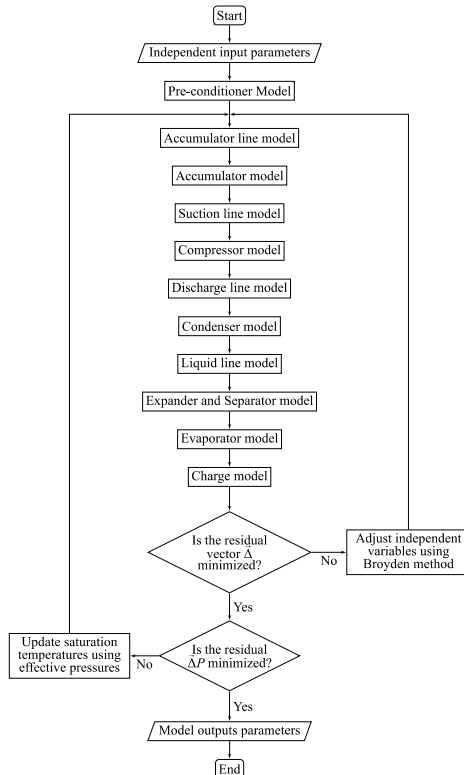 Start
Independent input parameters
Pre-conditioner Model
Accumulator line model
Accumulator model
Suction line model
Compressor model
Discharge line model
Condenser model
Liquid line model
Expander and Separator model
Evaporator model
Charge model
Is the residual
vector Δ⃗
minimized?
No
Adjust independent
variables using
Broyden method
Yes
Is the residual
Δ⃗P minimized?
No
Update saturation
temperatures using
effective pressures
Yes
Model outputs parameters
End